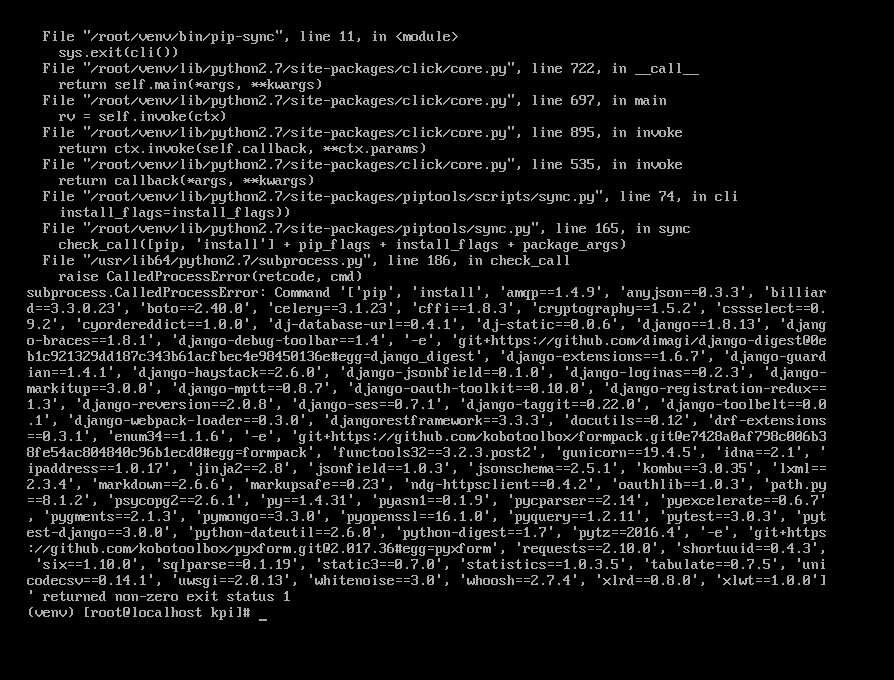 File "/root/venv/bin/pip-sync", line 11, in <module>
sys.exit(cli())
File "/root/venv/lib/python2.7/site-packages/click/core.py", line 722, in __call__
return self.main(*args, **kwargs)
File "/root/venv/lib/python2.7/site-packages/click/core.py", line 697, in main
rv = self.invoke(ctx)
File "/root/venv/lib/python2.7/site-packages/click/core.py", line 895, in invoke
return ctx.invoke(self.callback, **ctx.params)
File "/root/venv/lib/python2.7/site-packages/click/core.py", line 535, in invoke
return callback(*args, **kwargs)
File "/root/venv/lib/python2.7/site-packages/piptools/scripts/sync.py", line 74, in cli
install_flags=install_flags))
File "/root/venv/lib/python2.7/site-packages/piptools/sync.py", line 165, in sync
check_call([pip, 'install'] + pip_flags + install_flags + package_args)
File "/usr/lib64/python2.7/subprocess.py", line 186, in check_call
raise CalledProcessError(retcode, cmd)
subprocess.CalledProcessError: Command '['pip', 'install', 'amqp==1.4.9', 'anyjson==0.3.3', 'billiar
d==3.3.0.23', 'boto==2.40.0', 'celery==3.1.23', 'cffi==1.8.3', 'cryptography==1.5.2', 'cssselect==0.
9.2', 'cyordereddict==1.0.0', 'dj-database-url==0.4.1', 'dj-static==0.0.6', 'django==1.8.13', 'djang
o-braces==1.8.1', 'django-debug-toolbar==1.4', '-e', 'git+https://github.com/dimagi/django-digest@0e
b1c921329dd187c343b61acfbec4e98450136e#egg=django_digest', 'django-extensions==1.6.7', 'django-guard
ian==1.4.1', 'django-haystack==2.6.0', 'django-jsonbfield==0.1.0', 'django-loginas==0.2.3', 'django-
markitup==3.0.0', 'django-mptt==0.8.7', 'django-oauth-toolkit==0.10.0', 'django-registration-redux==
1.3', 'django-reversion==2.0.8', 'django-ses==0.7.1', 'django-taggit==0.22.0', 'django-toolbelt==0.0
.1', 'django-webpack-loader==0.3.0', 'djangorestframework==3.3.3', 'docutils==0.12', 'drf-extensions
==0.3.1', 'enum34==1.1.6', '-e', 'git+https://github.com/kobotoolbox/formpack.git@e7428a0af798c006b3
8fe54ac804840c96b1ecd0#egg=formpack', 'functools32==3.2.3.post2', 'gunicorn==19.4.5', 'idna==2.1', '
ipaddress==1.0.17', 'jinja2==2.8', 'jsonfield==1.0.3', 'jsonschema==2.5.1', 'kombu==3.0.35', 'lxml==
2.3.4', 'markdown==2.6.6', 'markupsafe==0.23', 'ndg-httpsclient==0.4.2', 'oauthlib==1.0.3', 'path.py
==8.1.2', 'psycopg2==2.6.1', 'py==1.4.31', 'pyasn1==0.1.9', 'pycparser==2.14', 'pyexcelerate==0.6.7'
, 'pygments==2.1.3', 'pymongo==3.3.0', 'pyopenssl==16.1.0', 'pyquery==1.2.11', 'pytest==3.0.3', 'pyt
est-django==3.0.0', 'python-dateutil==2.6.0', 'python-digest==1.7', 'pytz==2016.4', '-e', 'git+https
://github.com/kobotoolbox/pyxform.git@2.017.36#egg=pyxform', 'requests==2.10.0', 'shortuuid==0.4.3',
'six==1.10.0', 'sqlparse==0.1.19', 'static3==0.7.0', 'statistics==1.0.3.5', 'tabulate==0.7.5', 'uni
codecsv==0.14.1', 'uwsgi==2.0.13', 'whitenoise==3.0', 'whoosh==2.7.4', 'xlrd==0.8.0', 'xlwt==1.0.0']
' returned non-zero exit status 1
(venv) [root@localhost kpi]# _